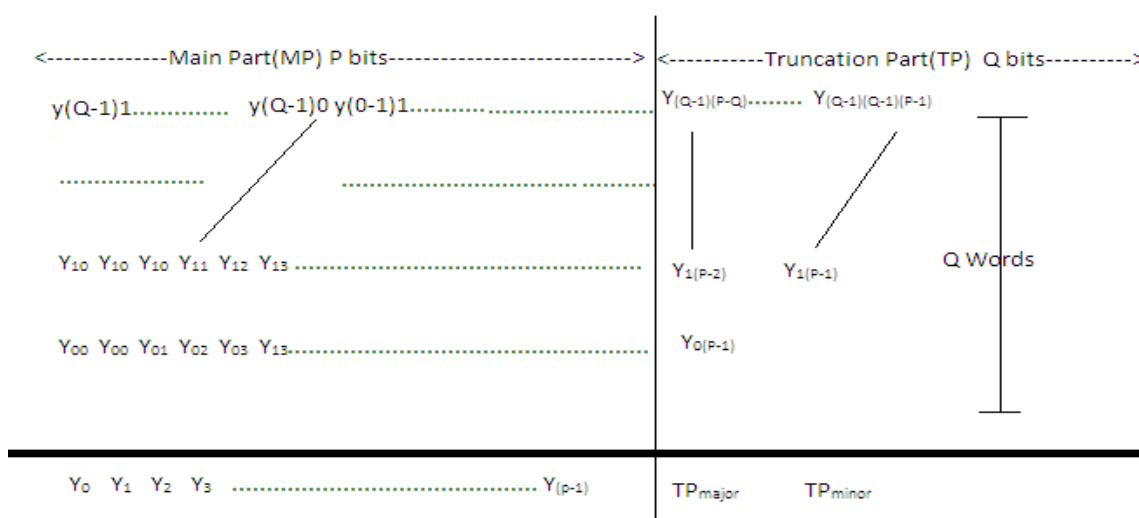 <--------------Main Part(MP) P bits---------------------------> <-----------Truncation Part(TP) Q bits---------->
y(Q-1)1............... y(Q-1)0 y(0-1)1............................... Y(Q-1)(P-Q)........ Y(Q-1)(Q-1)(P-1)
...................... ................................................
Y10 Y10 Y10 Y11 Y12 Y13...................................................... Y1(P-2) Y1(P-1) Q Words
Y00 Y00 Y01 Y02 Y03 Y13...................................................... Y0(P-1)
Y0 Y1 Y2 Y3 ............................................... Y(p-1) TPmajor TPminor